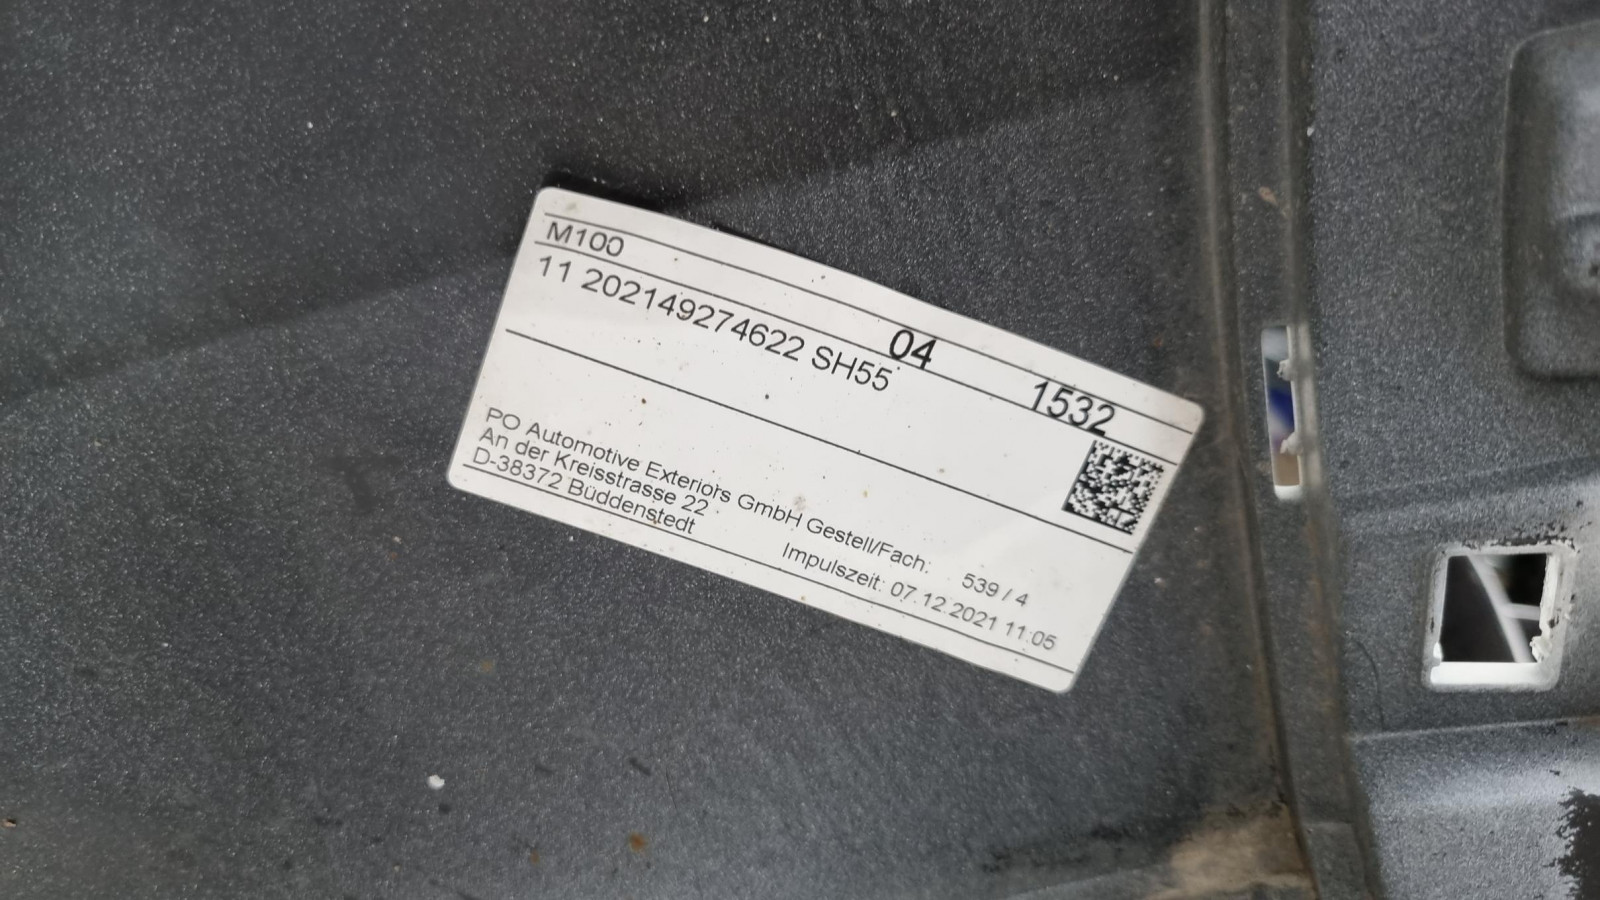 M100
04
1532
11 202149274622 SH55
PO Automotive Exteriors GmbH Gestell/Fach: 539 / 4
An der Kreisstrasse 22
D-38372 Büddenstedt
Impulszeit: 07.12.2021 11:05